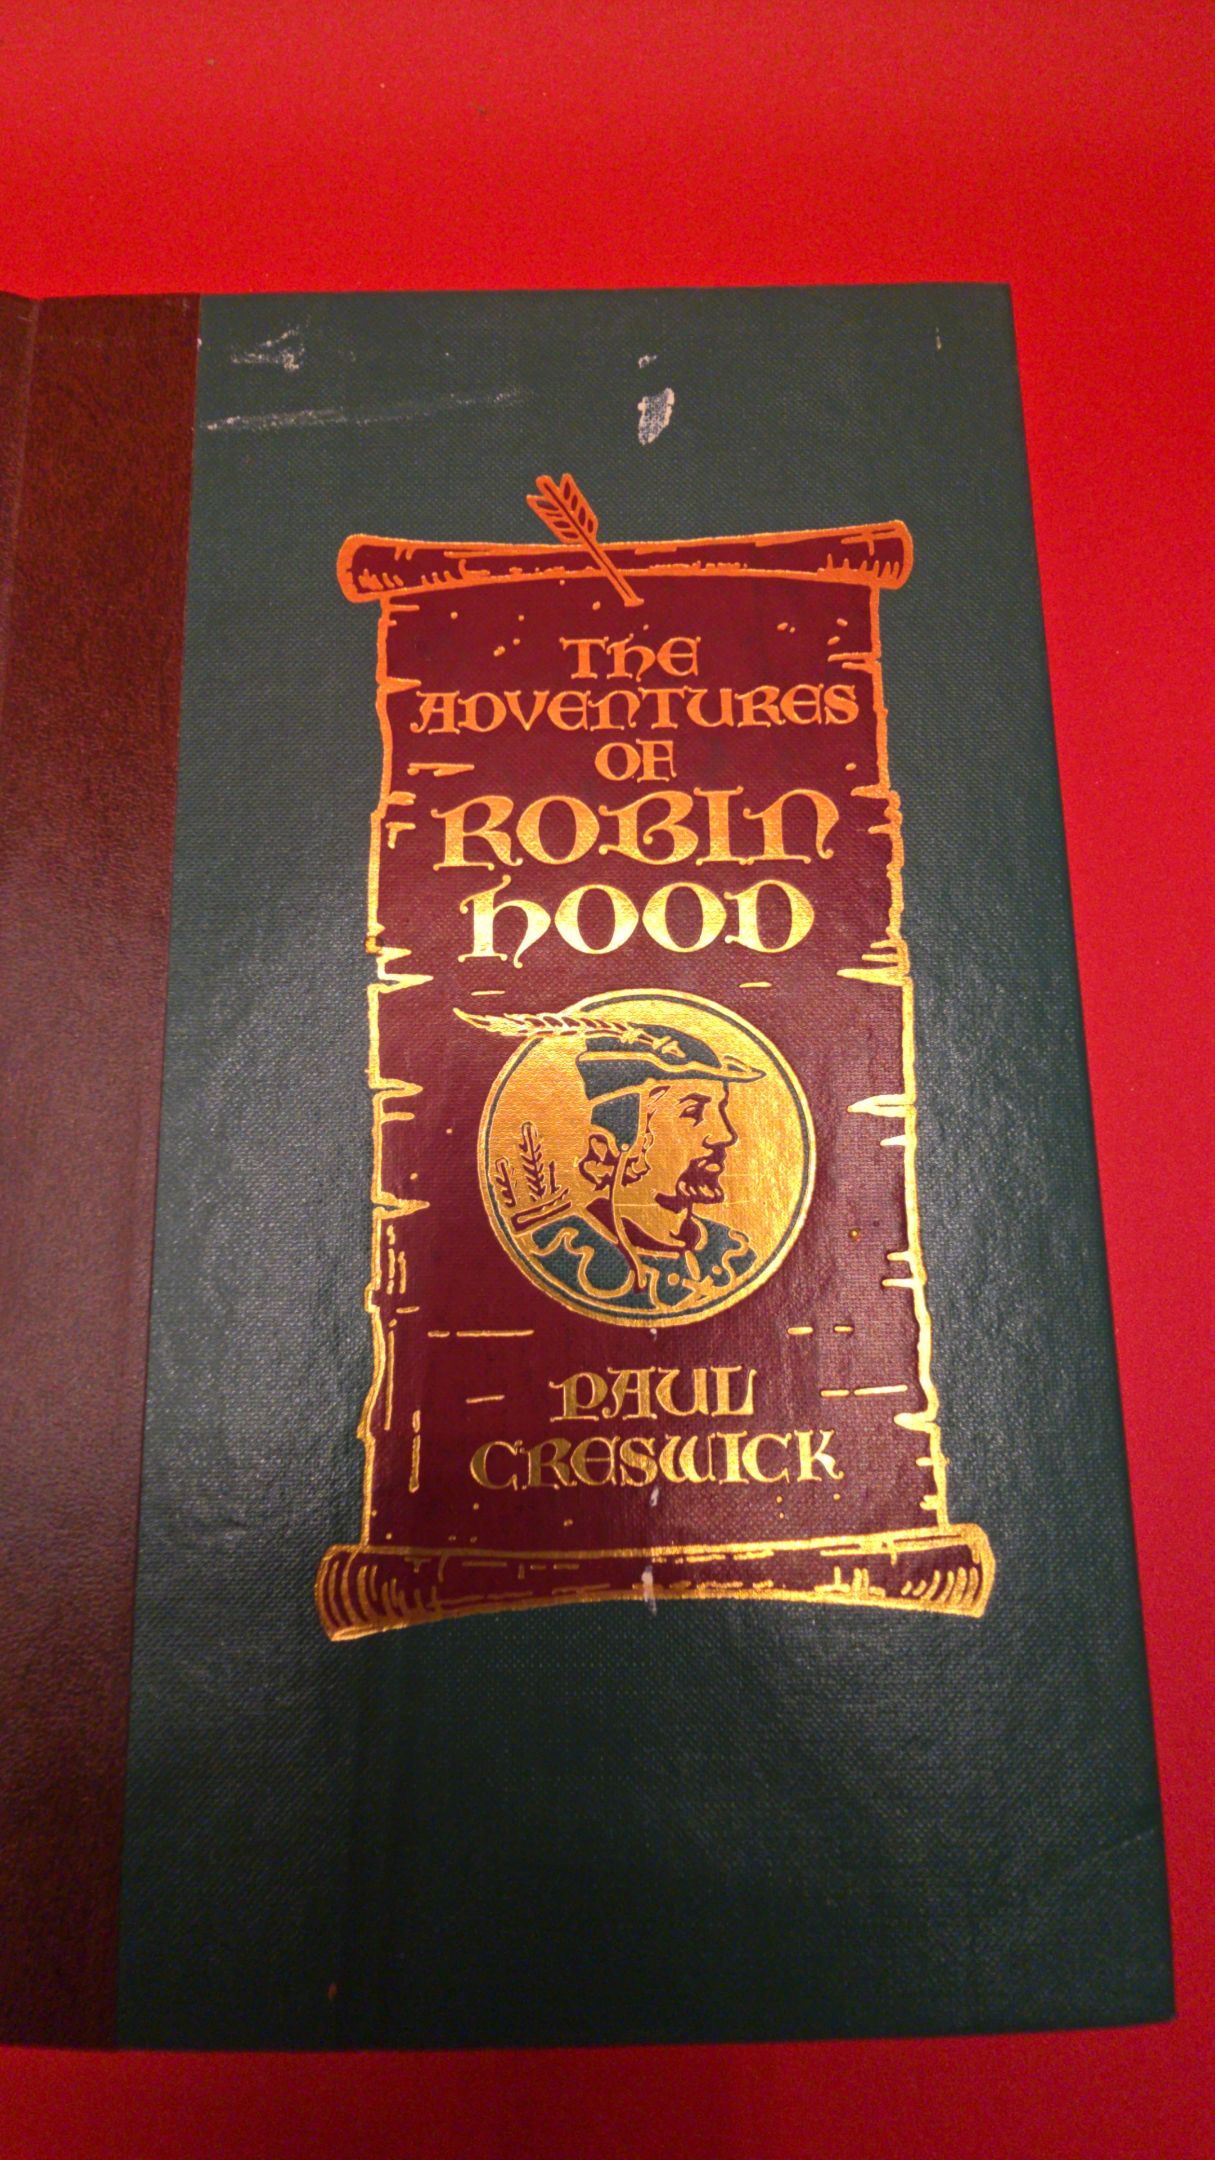 THE
ADVENTURES
OF
ROBIN
HOOD
PAUL
CRESWICK